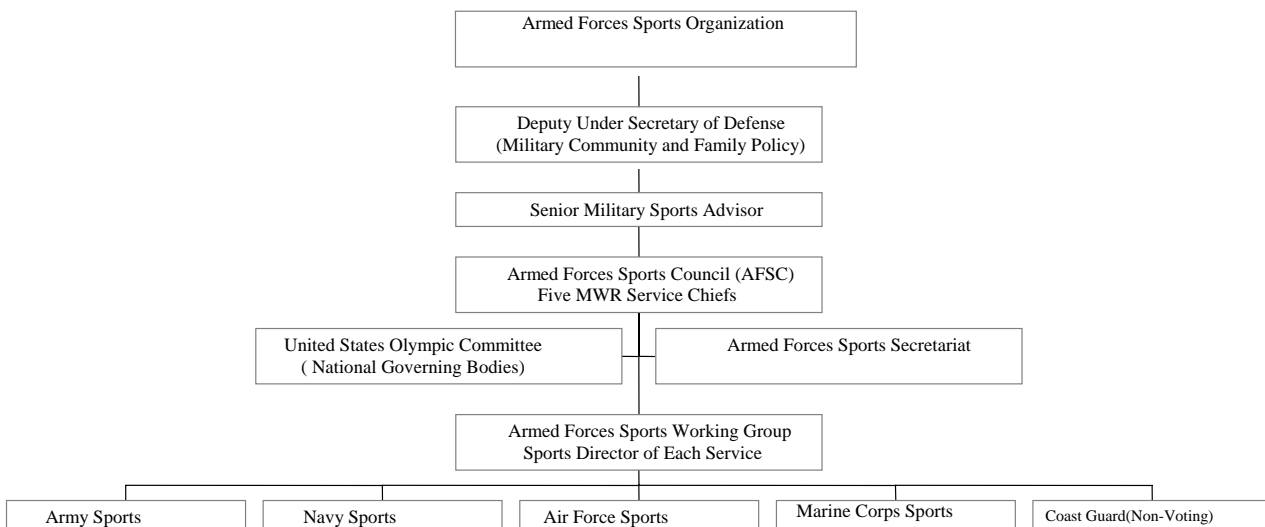 Armed Forces Sports Organization
Deputy Under Secretary of Defense
(Military Community and Family Policy)
Senior Military Sports Advisor
Armed Forces Sports Council (AFSC)
Five MWR Service Chiefs
United States Olympic Committee
( National Governing Bodies)
Armed Forces Sports Secretariat
Armed Forces Sports Working Group
Sports Director of Each Service
Army Sports
Navy Sports
Air Force Sports
Marine Corps Sports
Coast Guard(Non-Voting)